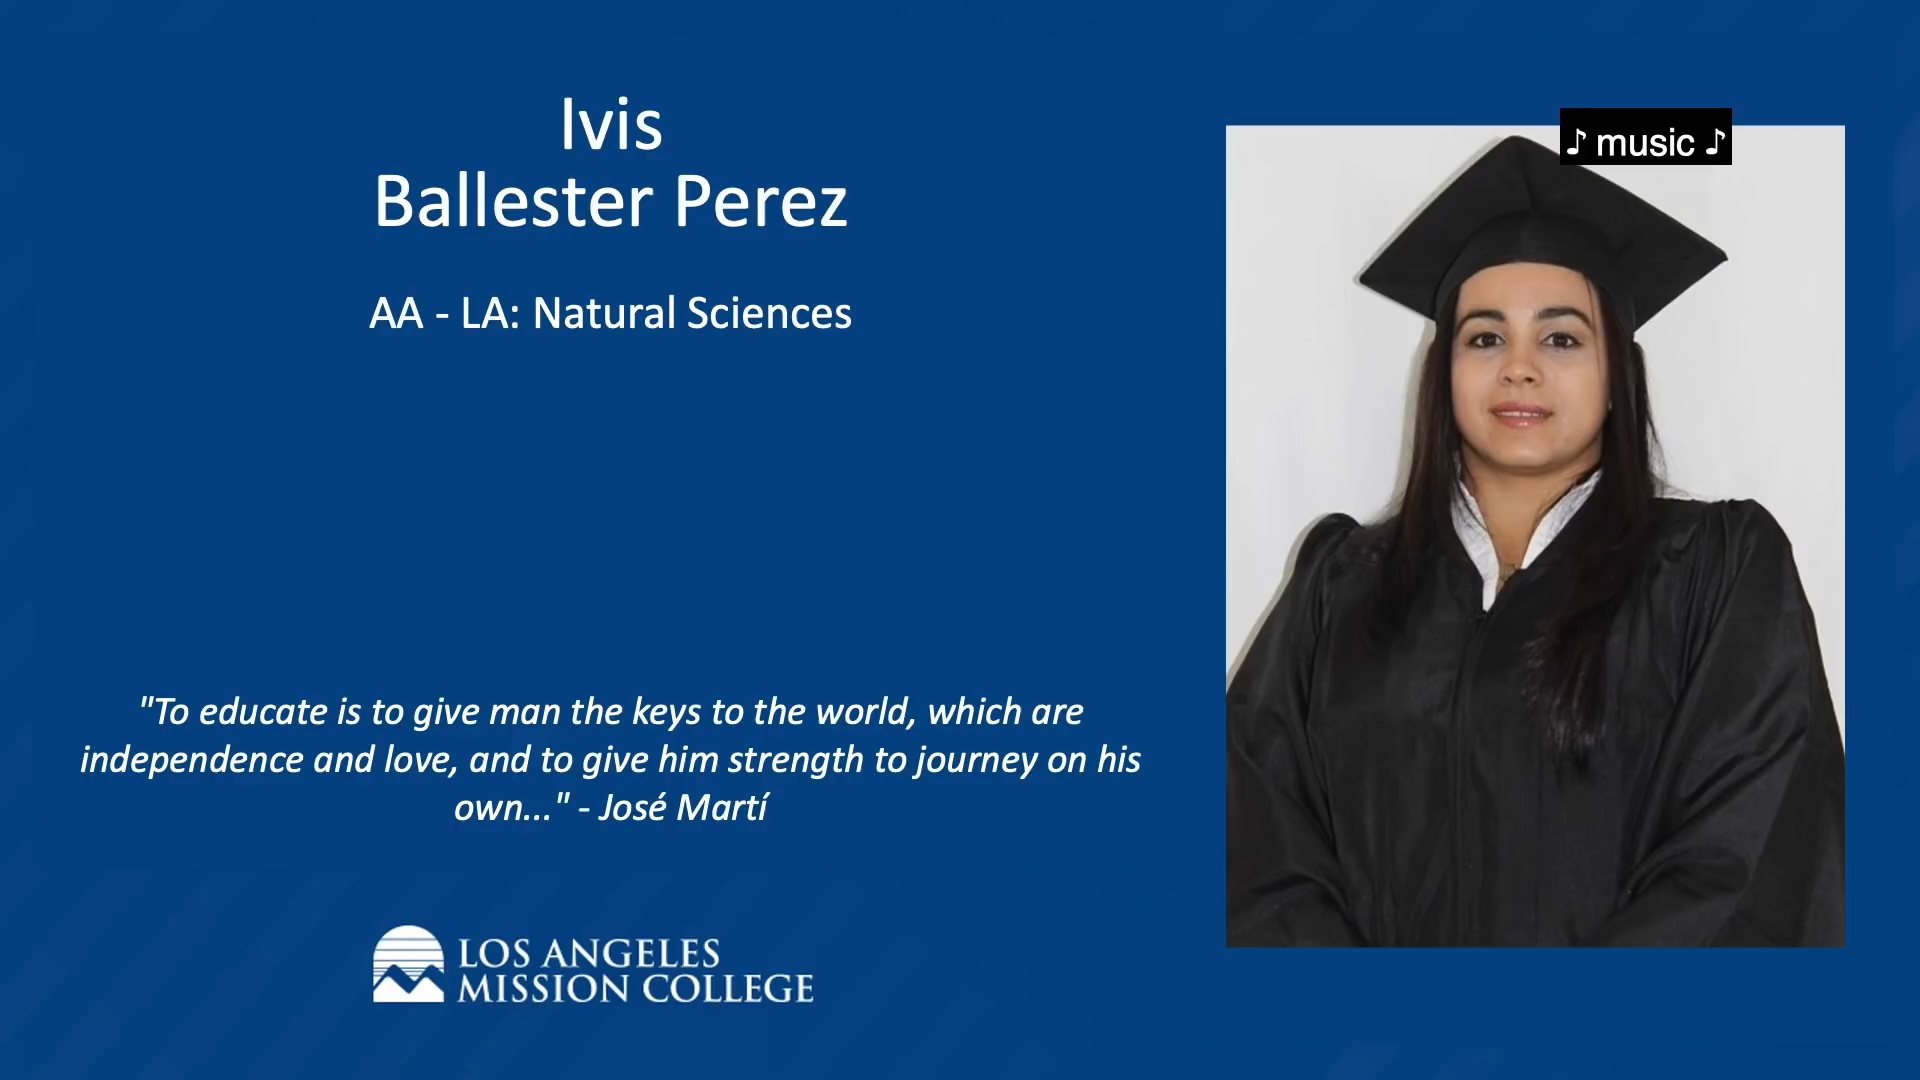 Ivis
Ballester Perez
AA - LA: Natural Sciences
♪ music ♪
"To educate is to give man the keys to the world, which are
independence and love, and to give him strength to journey on his
own..." - José Martí
LOS ANGELES
MISSION COLLEGE